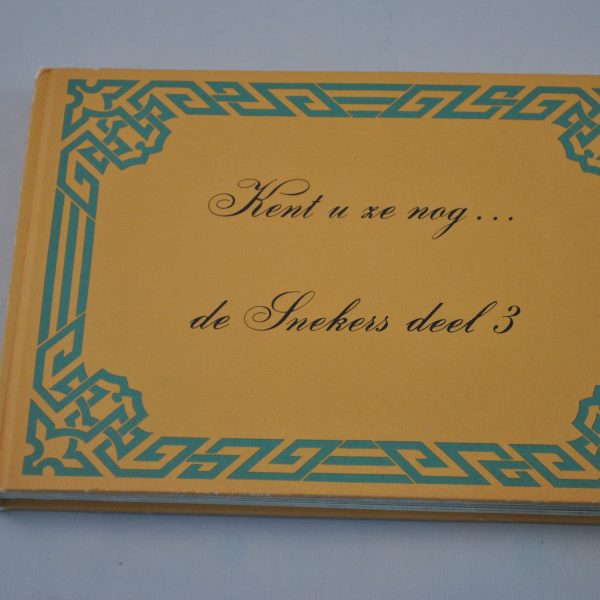 Kent u ze nog...
de Snekers deel 3